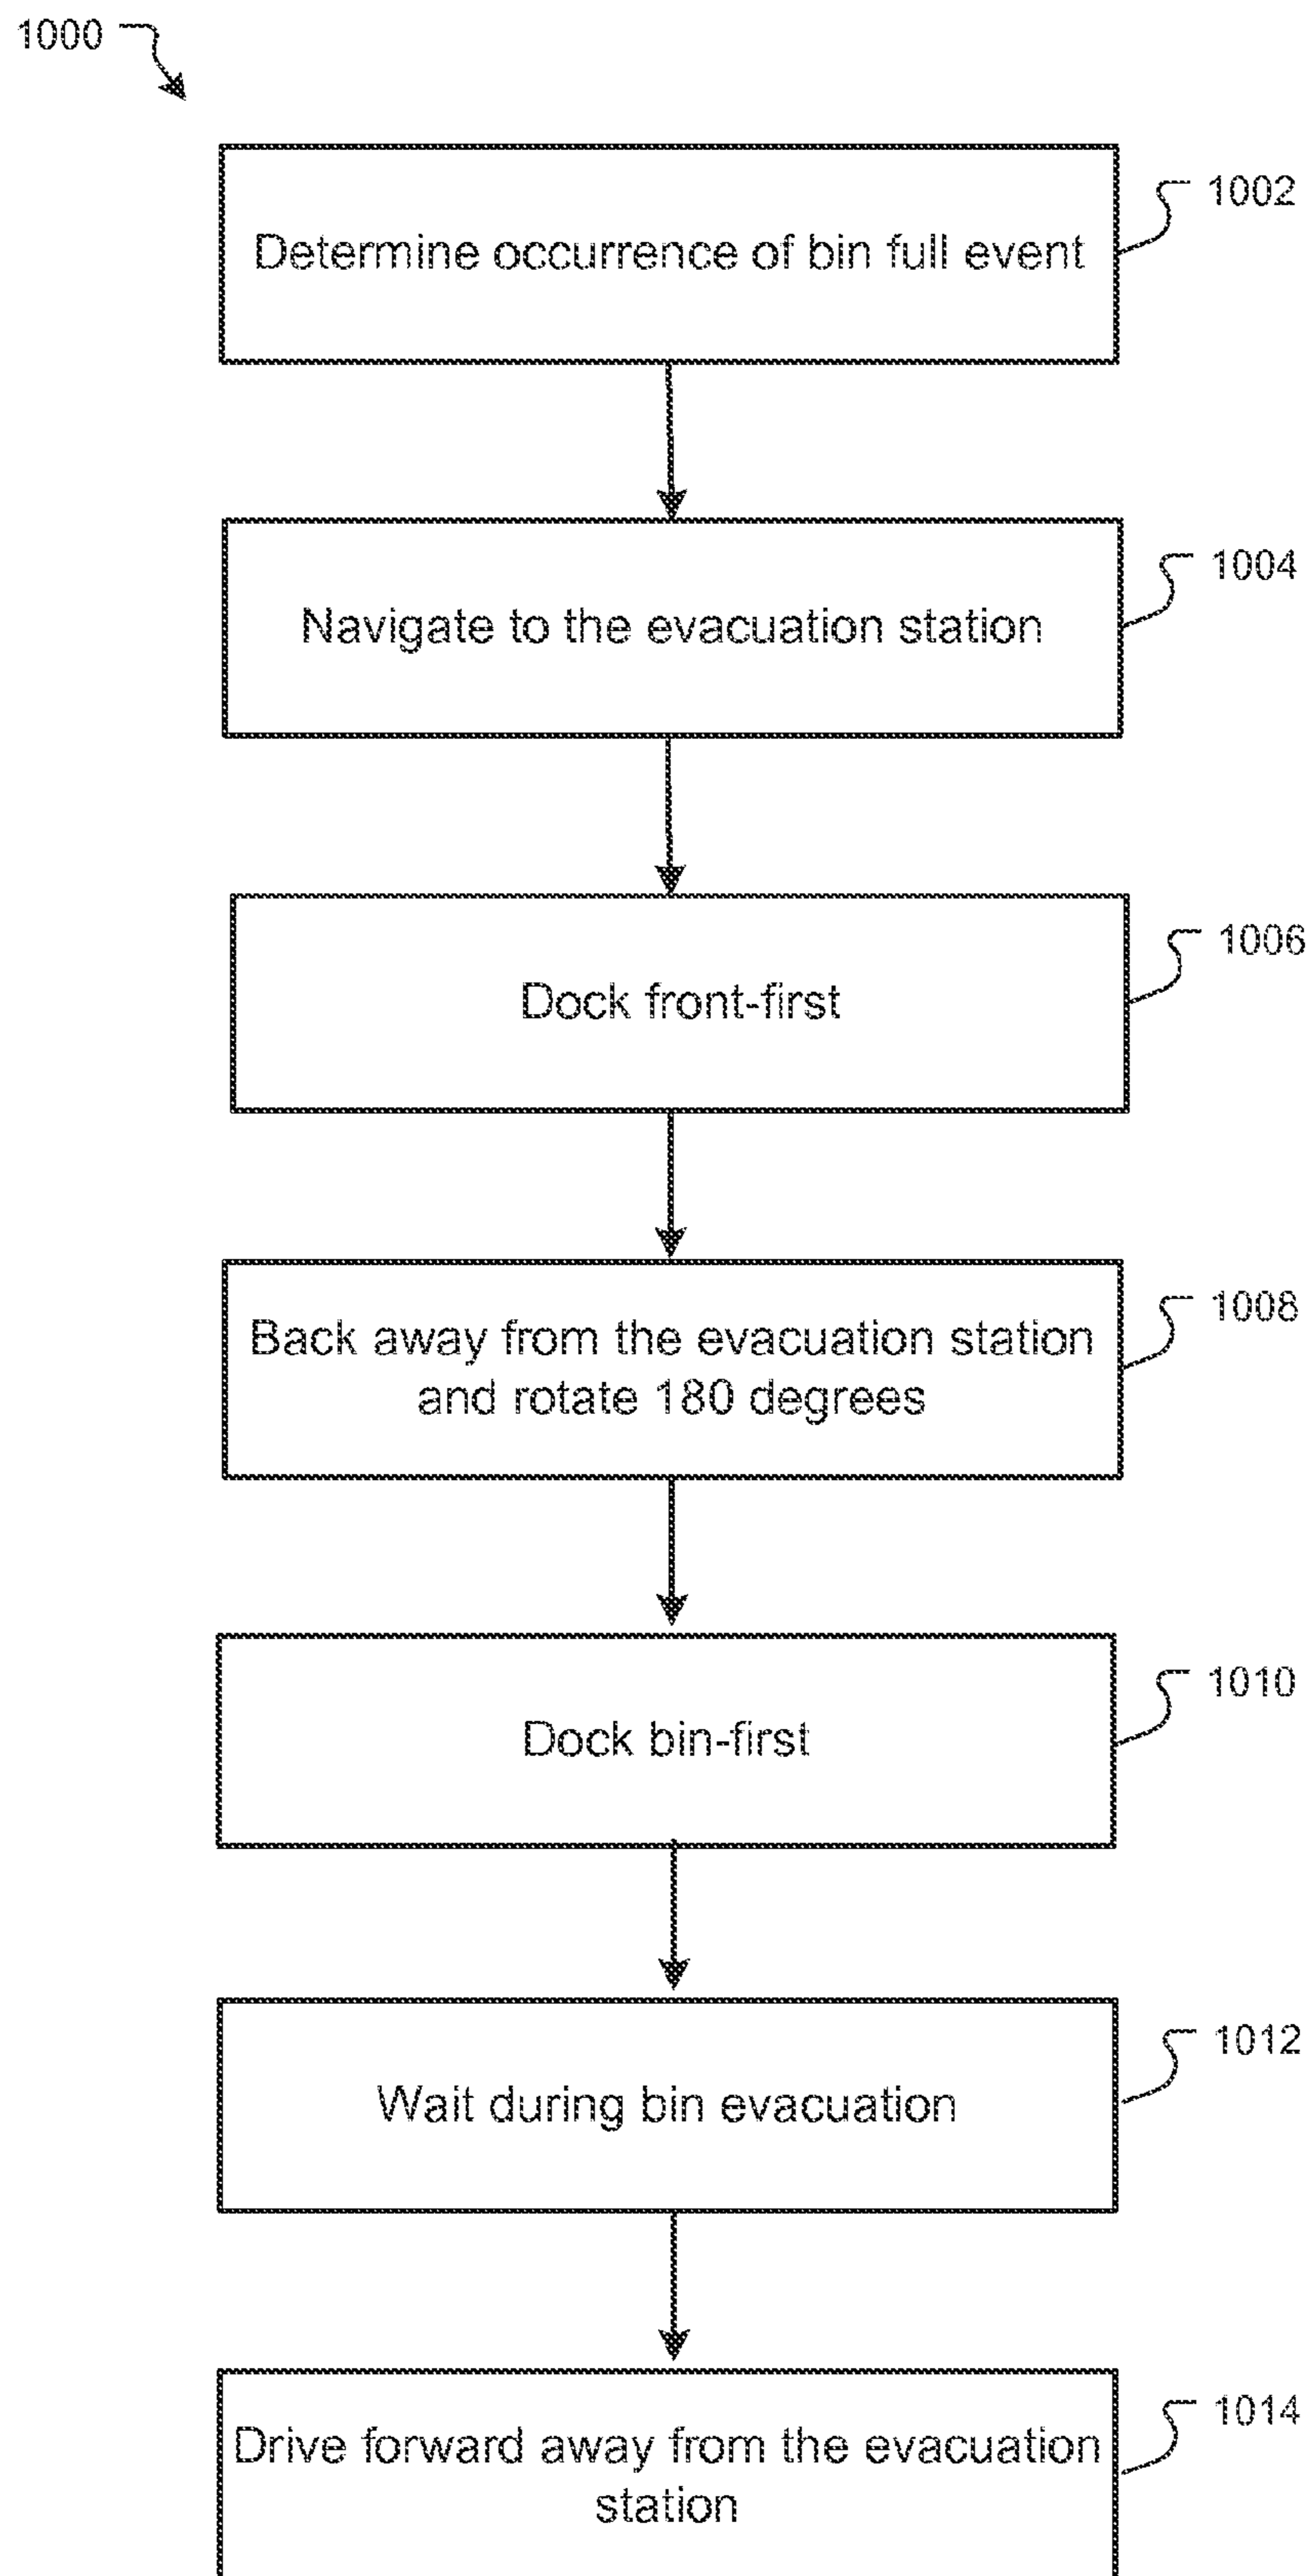 1000
Determine occurrence of bin full event
1002
Navigate to the evacuation station
1004
Dock front-first
1006
Back away from the evacuation station
and rotate 180 degrees
1008
Dock bin-first
1010
Wait during bin evacuation
1012
Drive forward away from the evacuation
station
1014